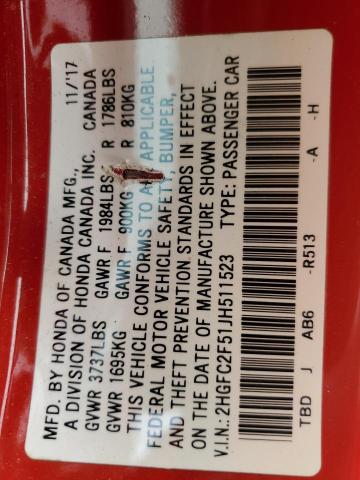 MFD. BY HONDA OF CANADA MFG., 11/'17
A DIVISION OF HONDA CANADA INC. CANADA
GVWR 3737LBS GAWR F 1984LBS R 1786LBS
GVWR 1695KG GAWR 900KG R 810KG
THIS VEHICLE CONFORMS TO APPLICABLE
FEDERAL MOTOR VEHICLE SAFETY, BUMPER,
AND THEFT PREVENTION STANDARDS IN EFFECT
ON THE DATE OF MANUFACTURE SHOWN ABOVE.
V.I.N.: 2HGFC2F51JH511523 TYPE: PASSENGER CAR
TBD J AB6 -R513 -A -H